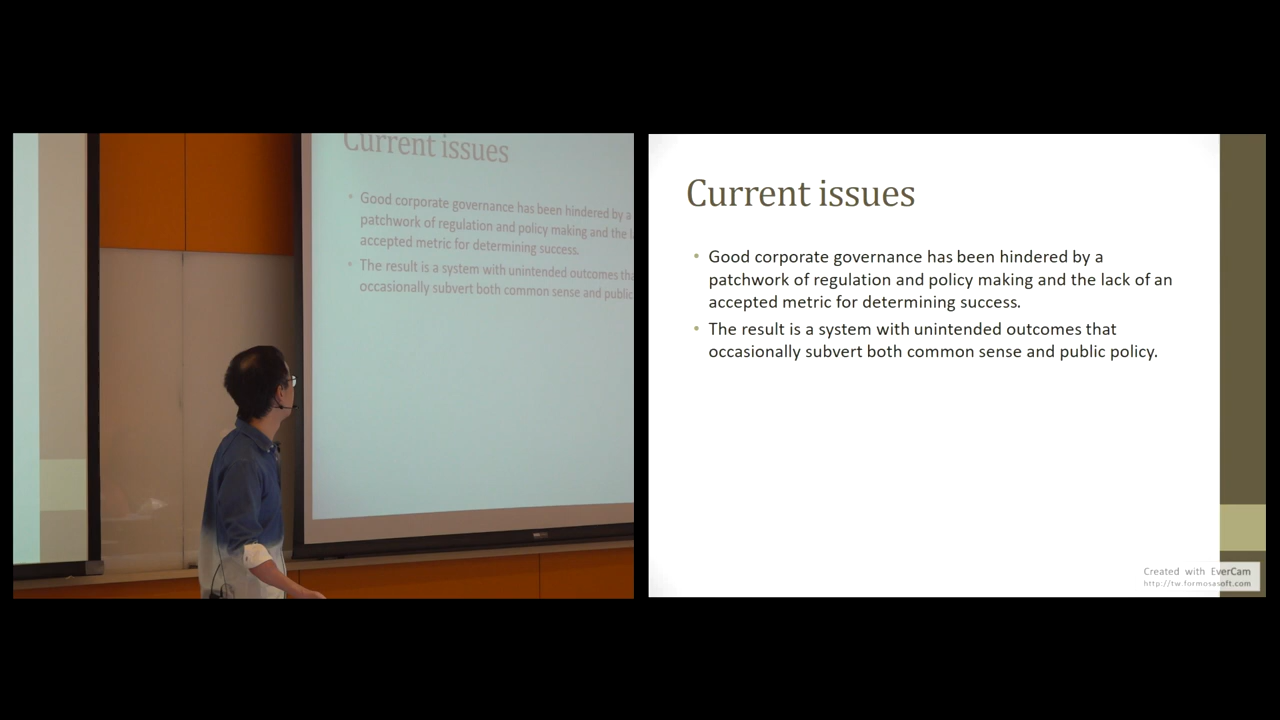 Current issues
• Good corporate governance has been hindered by a
patchwork of regulation and policy making and the
accepted metric for determining success.
• The result is a system with unintended outcomes
occasionally subvert both common sense and public
Current issues
• Good corporate governance has been hindered by a
patchwork of regulation and policy making and the lack of an
accepted metric for determining success.
• The result is a system with unintended outcomes that
occasionally subvert both common sense and public policy.
Created with EverCam
http://tw.formosasoft.com